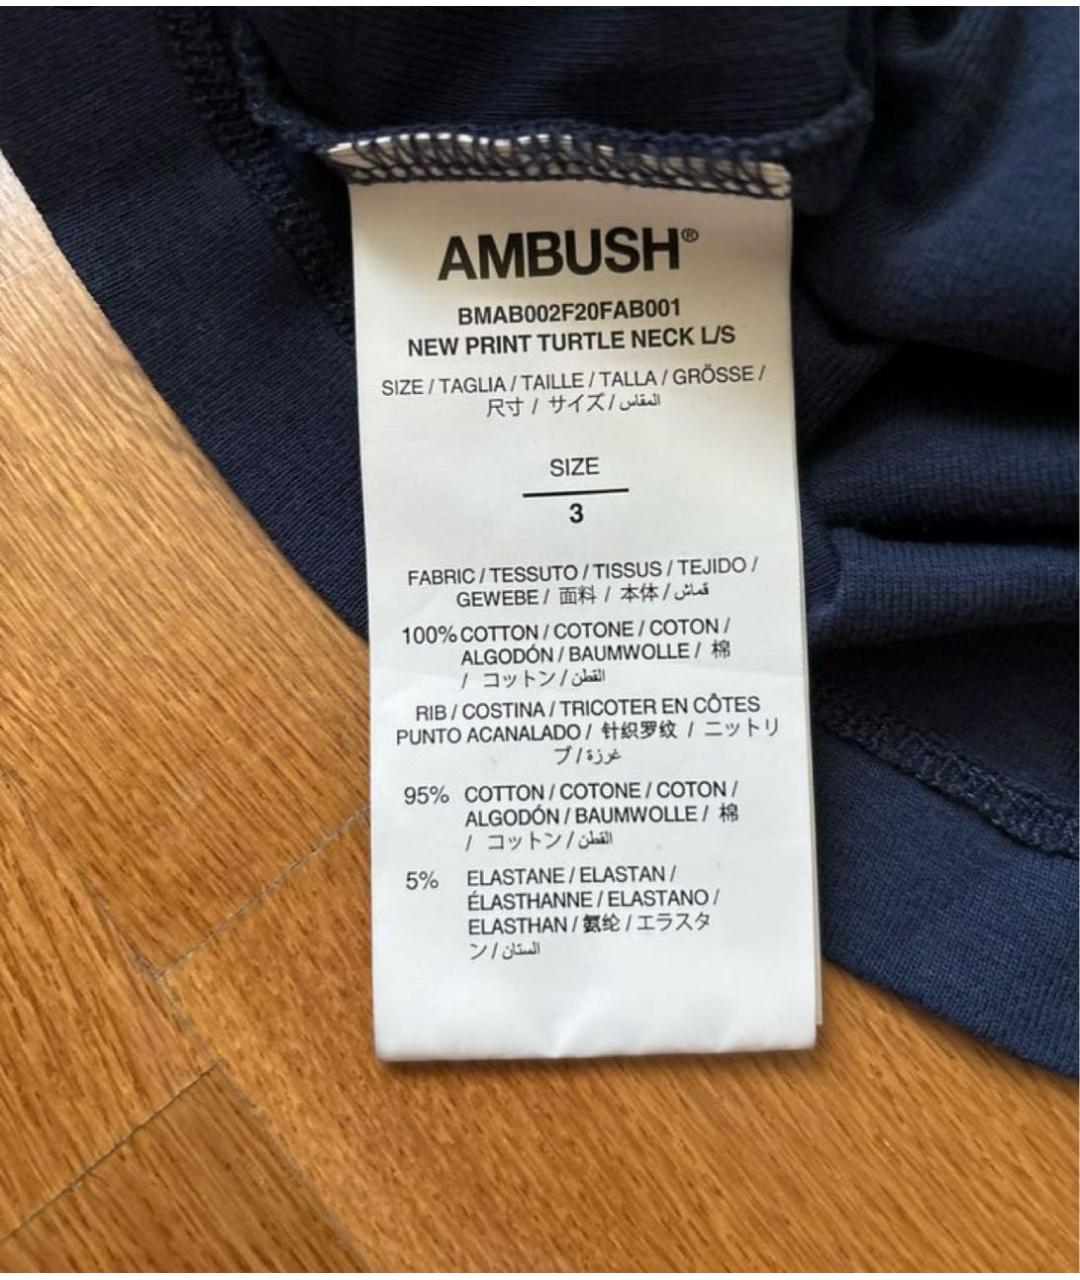 AMBUSH®
BMAB002F20FAB001
NEW PRINT TURTLE NECK L/S
SIZE / TAGLIA / TAILLE / TALLA / GRÖSSE /
尺寸 / サイズ / المقاس
SIZE
3
FABRIC / TESSUTO / TISSUS / TEJIDO /
GEWEBE / 面料 / 本体 / قماش
100% COTTON / COTONE / COTON /
ALGODÓN / BAUMWOLLE / 棉
/ コットン / القطن
RIB / COSTINA / TRICOTER EN CÔTES
PUNTO ACANALADO / 针织罗纹 / ニットリ
ブ / غرزة
95% COTTON / COTONE / COTON /
ALGODÓN / BAUMWOLLE / 棉
/ コットン / القطن
5% ELASTANE / ELASTAN /
ÉLASTHANNE / ELASTANO /
ELASTHAN / 氨纶 / エラスタ
ン / الستان